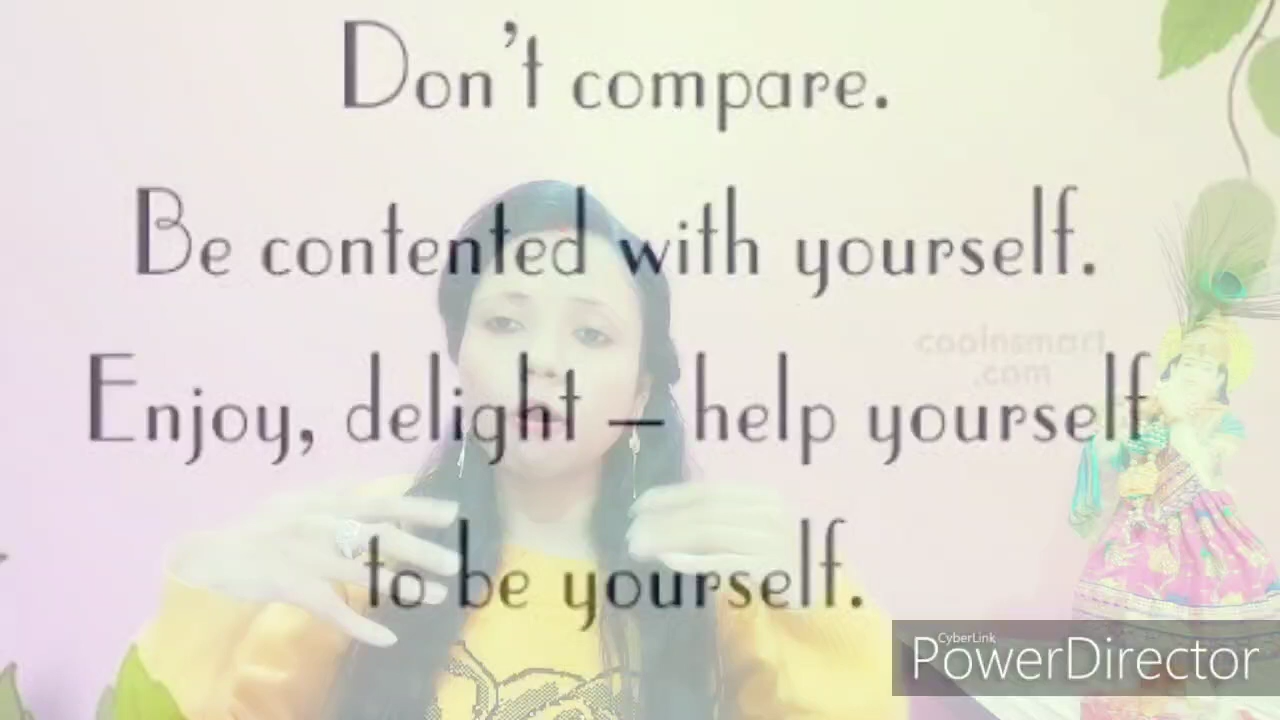 Don't compare.
Be contented with yourself.
coolnsmart
.com
Enjoy, delight – help yourself
to be yourself.
CyberLink
PowerDirector